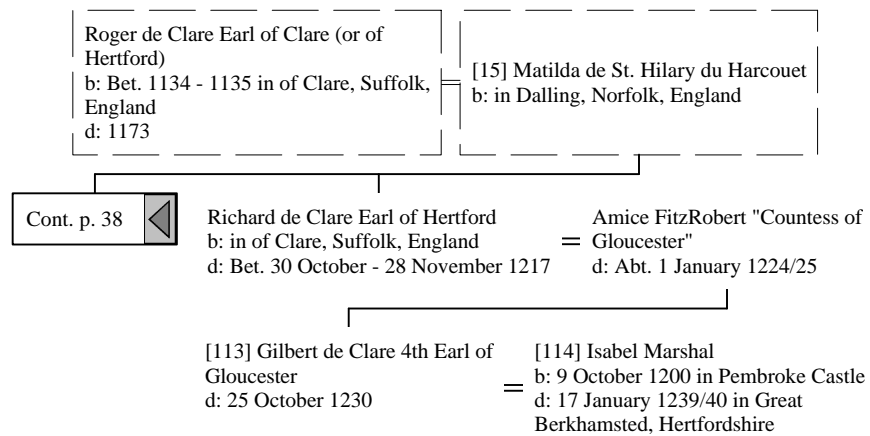 Roger de Clare Earl of Clare (or of
Hertford)
b: Bet. 1134 - 1135 in of Clare, Suffolk,
England
d: 1173
=
[15] Matilda de St. Hilary du Harcouet
b: in Dalling, Norfolk, England
Cont. p. 38
Richard de Clare Earl of Hertford
b: in of Clare, Suffolk, England
d: Bet. 30 October - 28 November 1217
=
Amice FitzRobert "Countess of
Gloucester"
d: Abt. 1 January 1224/25
[113] Gilbert de Clare 4th Earl of
Gloucester
d: 25 October 1230
=
[114] Isabel Marshal
b: 9 October 1200 in Pembroke Castle
d: 17 January 1239/40 in Great
Berkhamsted, Hertfordshire